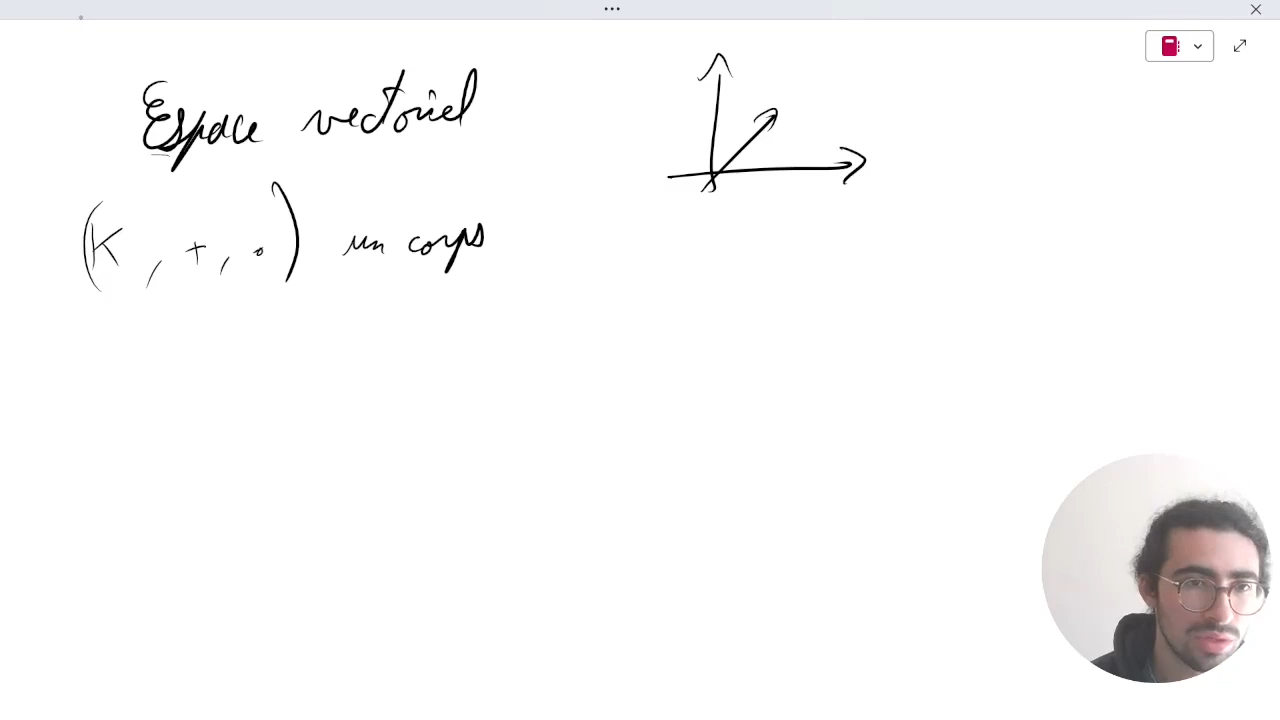 Espace vectoriel
(K, +, ∘) un corps